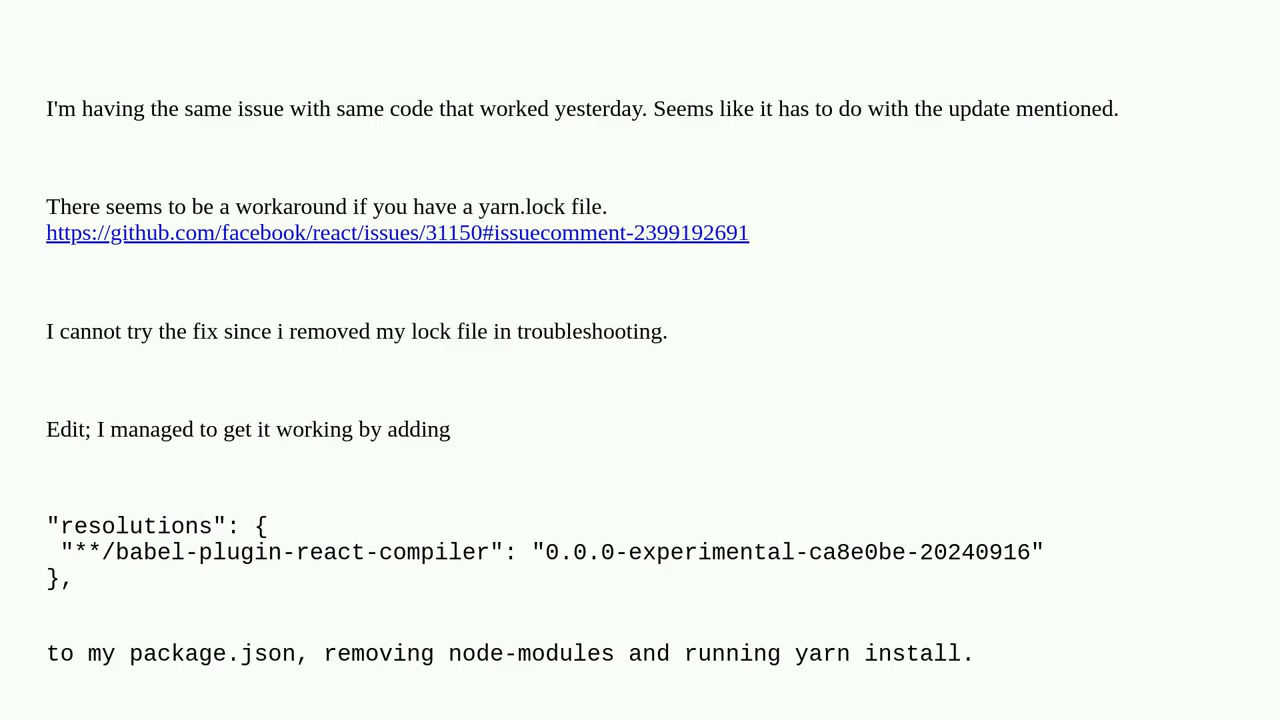 I'm having the same issue with same code that worked yesterday. Seems like it has to do with the update mentioned.
There seems to be a workaround if you have a yarn.lock file.
https://github.com/facebook/react/issues/31150#issuecomment-2399192691
I cannot try the fix since i removed my lock file in troubleshooting.
Edit; I managed to get it working by adding
"resolutions": {
 "**/babel-plugin-react-compiler": "0.0.0-experimental-ca8e0be-20240916"
},
to my package.json, removing node-modules and running yarn install.